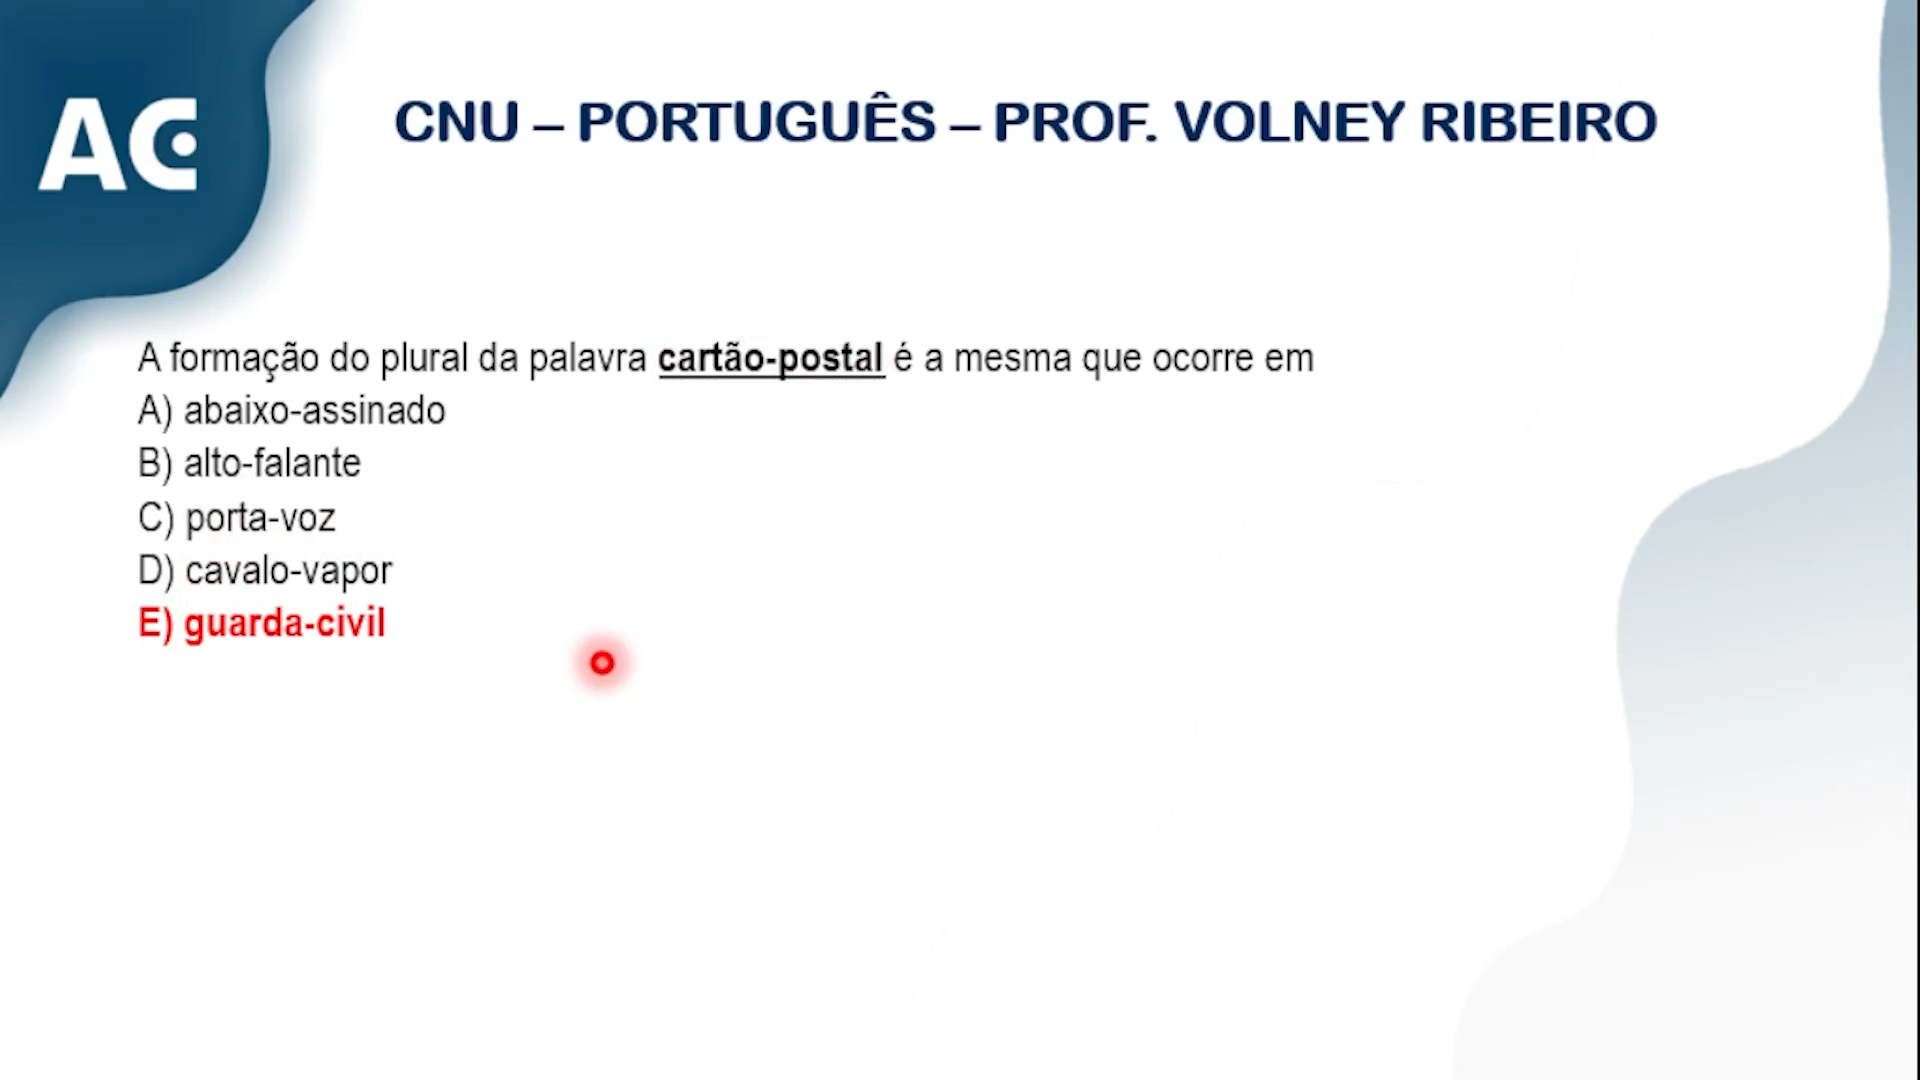 AC
CNU – PORTUGUÊS – PROF. VOLNEY RIBEIRO
A formação do plural da palavra cartão-postal é a mesma que ocorre em
A) abaixo-assinado
B) alto-falante
C) porta-voz
D) cavalo-vapor
E) guarda-civil